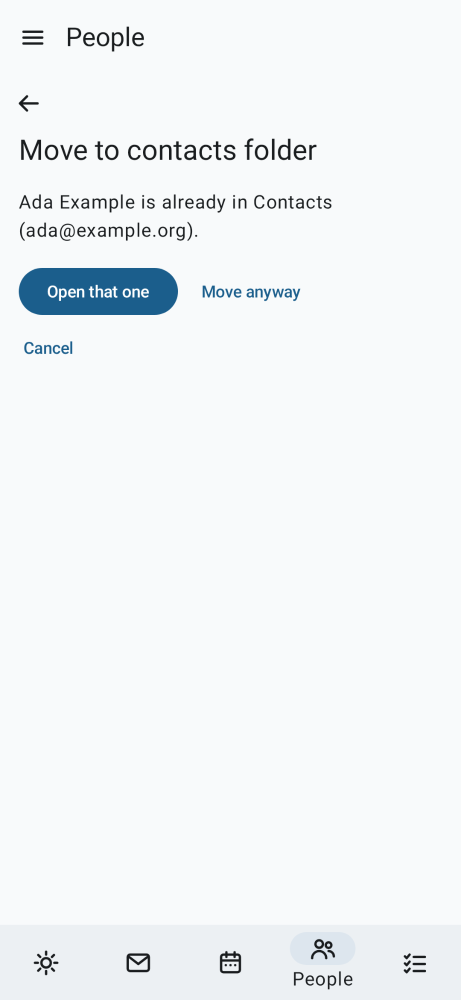 People
Move to contacts folder
Ada Example is already in Contacts
(ada@example.org).
Open that one
Move anyway
Cancel
People